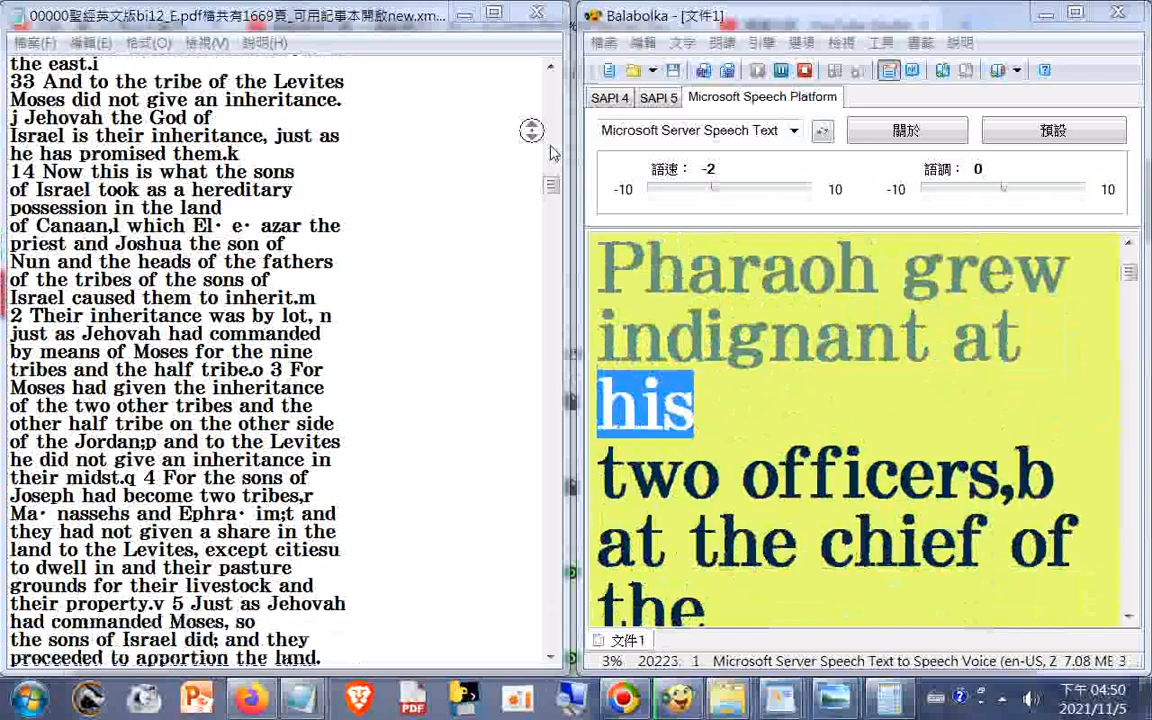 00000聖經英文版bi12_E.pdf檔共有1669頁_可用記事本開啟new.xm...
檔案(F) 編輯(E) 格式(O) 檢視(V) 說明(H)
the east.i
33 And to the tribe of the Levites
Moses did not give an inheritance.
j Jehovah the God of
Israel is their inheritance, just as
he has promised them.k
14 Now this is what the sons
of Israel took as a hereditary
possession in the land
of Canaan,l which El· e· azar the
priest and Joshua the son of
Nun and the heads of the fathers
of the tribes of the sons of
Israel caused them to inherit.m
2 Their inheritance was by lot, n
just as Jehovah had commanded
by means of Moses for the nine
tribes and the half tribe.o 3 For
Moses had given the inheritance
of the two other tribes and the
other half tribe on the other side
of the Jordan;p and to the Levites
he did not give an inheritance in
their midst.q 4 For the sons of
Joseph had become two tribes,r
Ma· nassehs and Ephra· im;t and
they had not given a share in the
land to the Levites, except citiesu
to dwell in and their pasture
grounds for their livestock and
their property.v 5 Just as Jehovah
had commanded Moses, so
the sons of Israel did; and they
proceeded to apportion the land.
Balabolka - [文件1]
檔案 編輯 文字 朗讀 引擎 選項 檢視 工具 書籤 說明
SAPI 4 SAPI 5 Microsoft Speech Platform
Microsoft Server Speech Text 關於 預設
語速： -2 語調： 0
-10 10 -10 10
Pharaoh grew
indignant at
his
two officers,b
at the chief of
the
文件1
3% 20223: 1 Microsoft Server Speech Text to Speech Voice (en-US, Z 7.08 MB 3
PDF
下午 04:50
2021/11/5